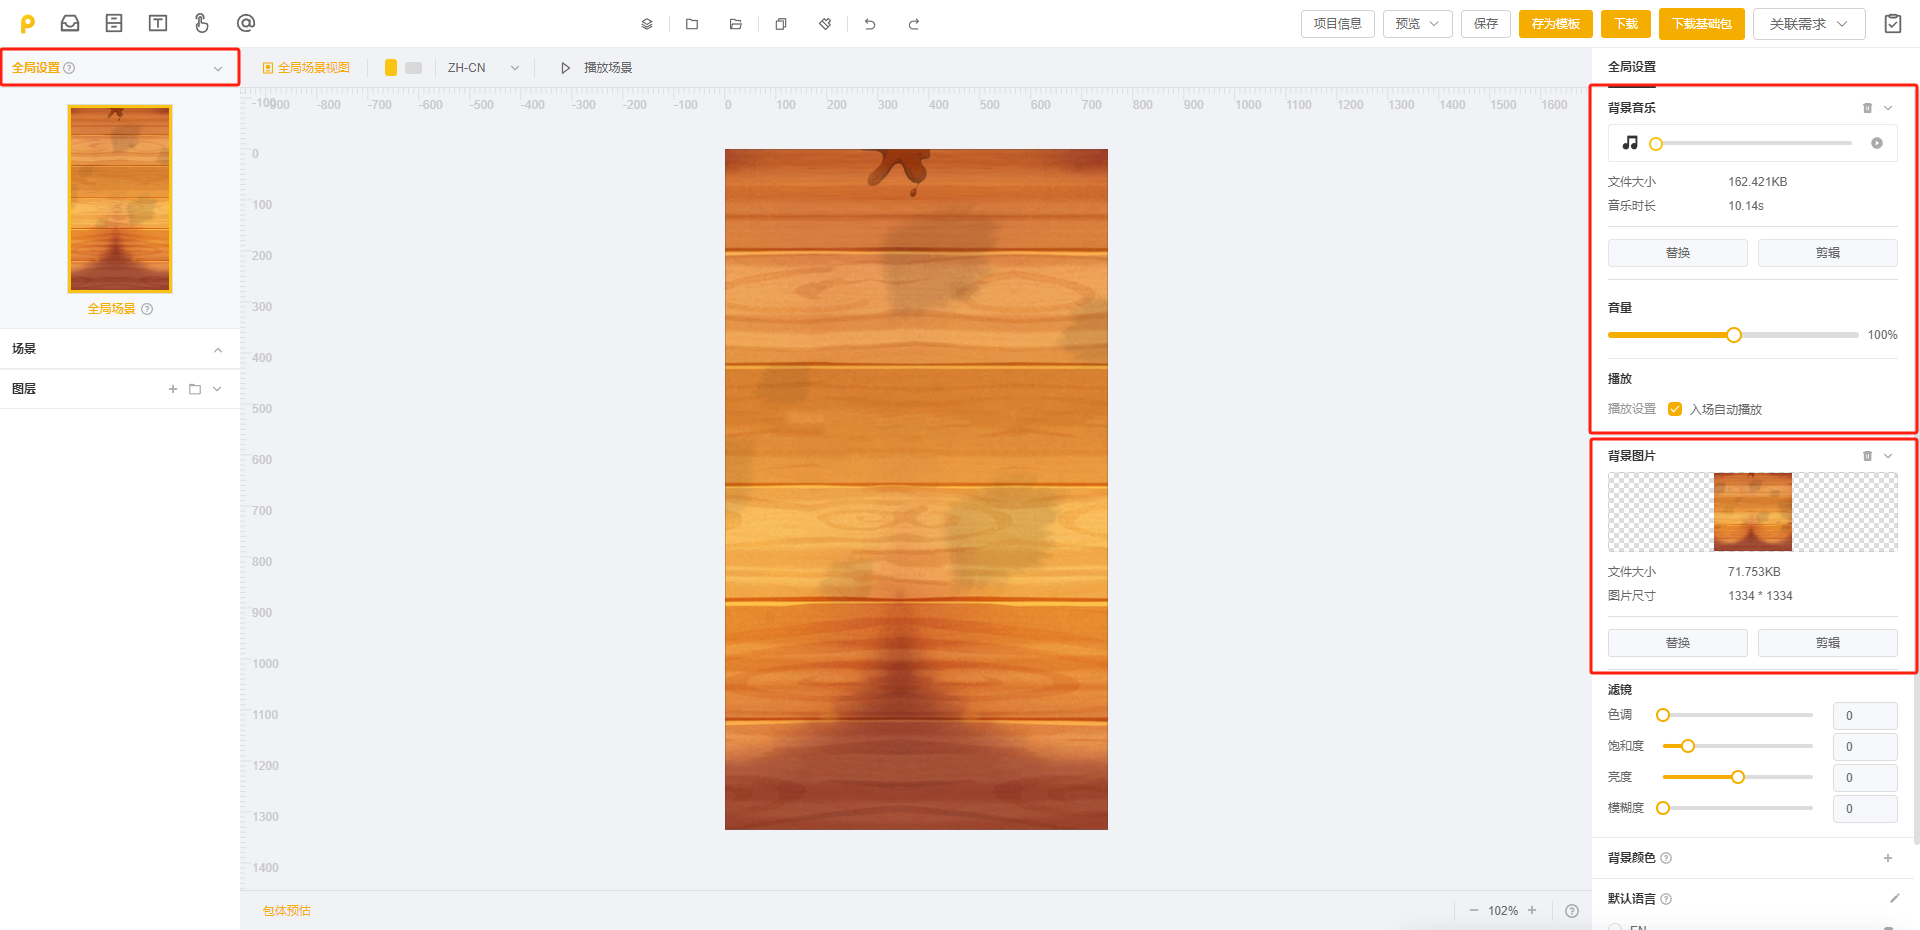 项目信息
预览
保存
存为模板
下载
下载基础包
关联需求
全局设置
全局场景视图
ZH-CN
播放场景
全局设置
-100
-900 -800 -700 -600 -500 -400 -300 -200 -100 0 100 200 300 400 500 600 700 800 900 1000 1100 1200 1300 1400 1500 1600
0
100
200
300
400
500
600
700
800
900
1000
1100
1200
1300
1400
全局场景
场景
图层
背景音乐
文件大小 162.421KB
音乐时长 10.14s
替换 剪辑
音量
100%
播放
播放设置 入场自动播放
背景图片
文件大小 71.753KB
图片尺寸 1334 * 1334
替换 剪辑
滤镜
色调 0
饱和度 0
亮度 0
模糊度 0
背景颜色
默认语言
EN
包体预估
102%